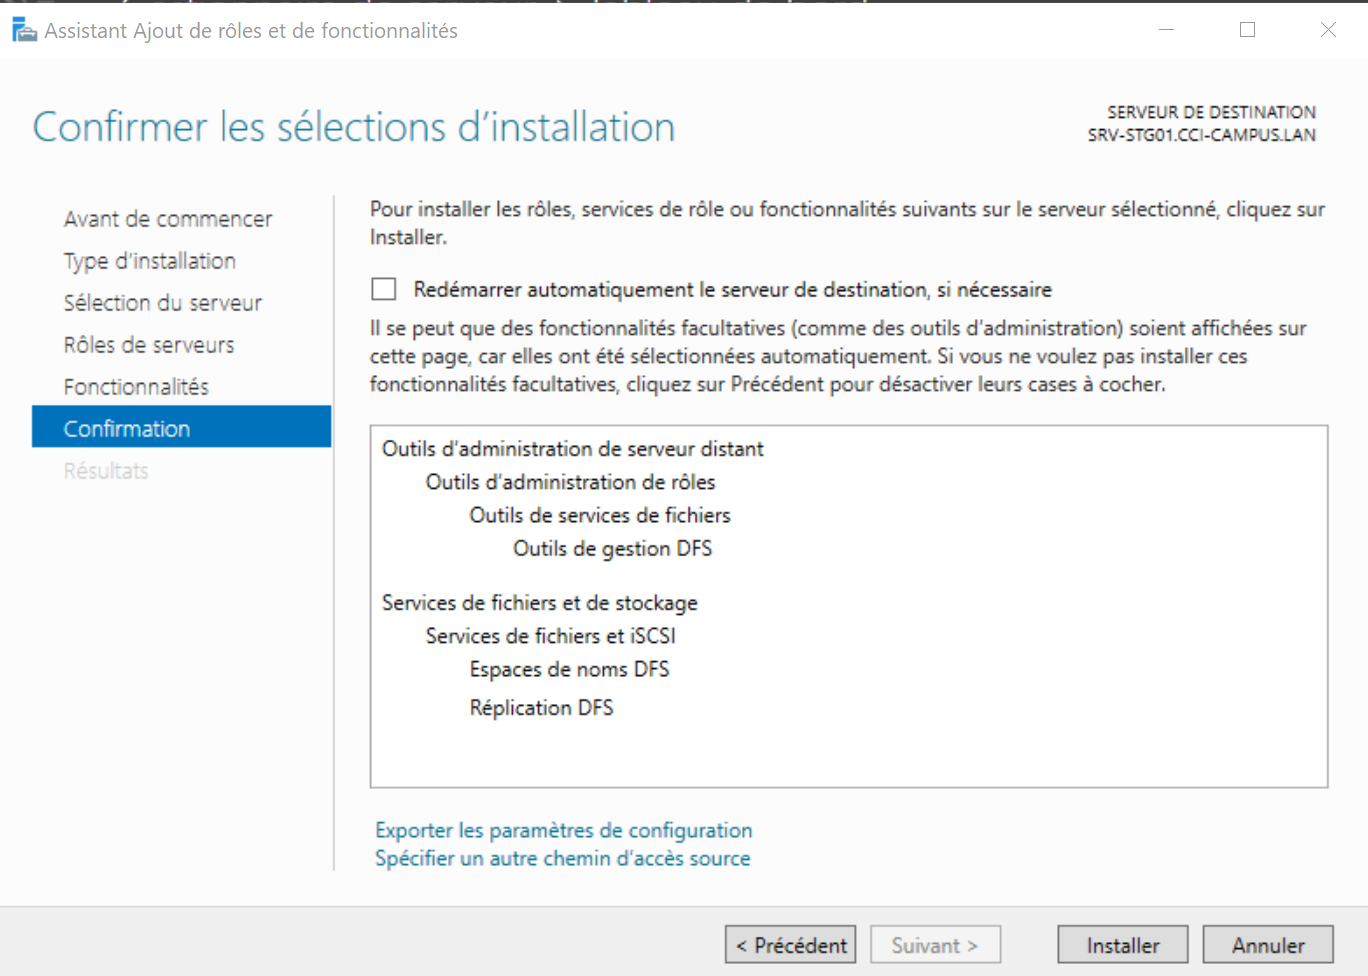 Assistant Ajout de rôles et de fonctionnalités
Confirmer les sélections d'installation
SERVEUR DE DESTINATION
SRV-STG01.CCI-CAMPUS.LAN
Avant de commencer
Type d'installation
Sélection du serveur
Rôles de serveurs
Fonctionnalités
Confirmation
Résultats
Pour installer les rôles, services de rôle ou fonctionnalités suivants sur le serveur sélectionné, cliquez sur
Installer.
Redémarrer automatiquement le serveur de destination, si nécessaire
Il se peut que des fonctionnalités facultatives (comme des outils d'administration) soient affichées sur
cette page, car elles ont été sélectionnées automatiquement. Si vous ne voulez pas installer ces
fonctionnalités facultatives, cliquez sur Précédent pour désactiver leurs cases à cocher.
Outils d'administration de serveur distant
Outils d'administration de rôles
Outils de services de fichiers
Outils de gestion DFS
Services de fichiers et de stockage
Services de fichiers et iSCSI
Espaces de noms DFS
Réplication DFS
Exporter les paramètres de configuration
Spécifier un autre chemin d'accès source
< Précédent
Suivant >
Installer
Annuler